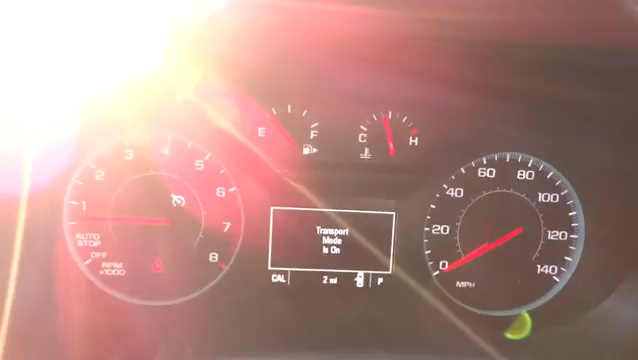 E
F
C
H
3
4
5
2
6
1
7
8
AUTO
STOP
OFF
RPM
x1000
Transport
Mode
Is On
CAL
2 mi
P
60
80
40
100
20
120
0
140
MPH